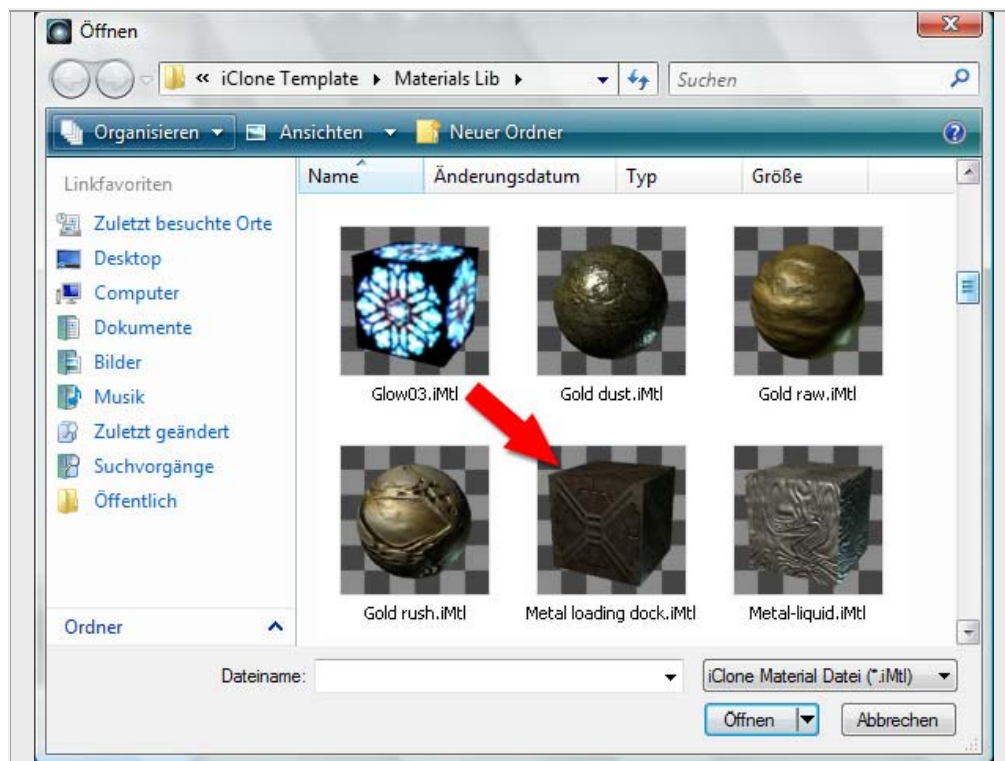 Öffnen
« iClone Template Materials Lib
Suchen
Organisieren Ansichten Neuer Ordner
Linkfavoriten
Name Änderungsdatum Typ Größe
Zuletzt besuchte Orte
Desktop
Computer
Dokumente
Bilder
Musik
Zuletzt geändert
Suchvorgänge
Öffentlich
Glow03.iMtl Gold dust.iMtl Gold raw.iMtl
Gold rush.iMtl Metal loading dock.iMtl Metal-liquid.iMtl
Ordner
Dateiname:
iClone Material Datei (*.iMtl)
Öffnen Abbrechen